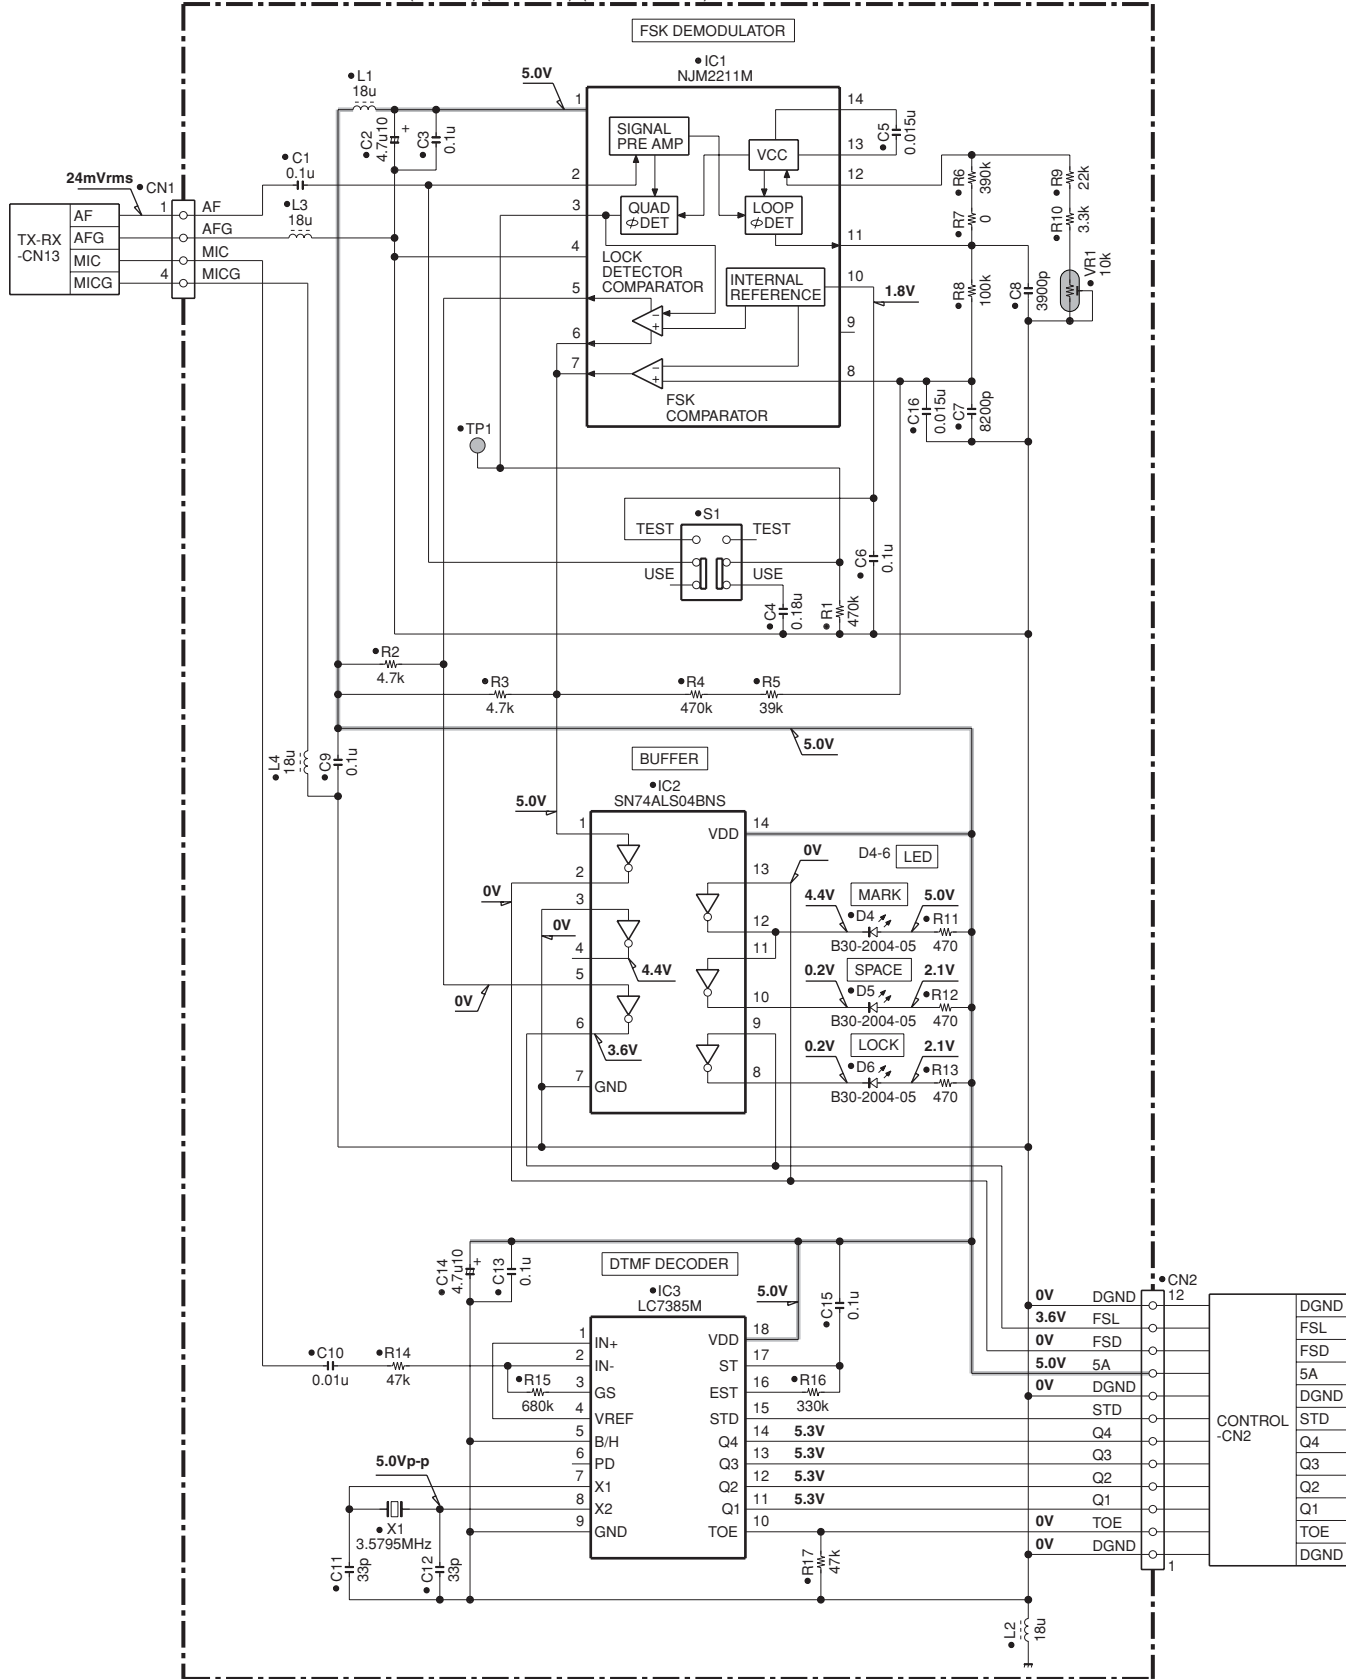 FSK DEMODULATOR
IC1
NJM2211M
5.0V
L1
18u
C2
4.7u10
+
C3
0.1u
1
2
3
4
5
6
7
14
13
12
11
10
9
8
SIGNAL
PRE AMP
VCC
QUAD
ϕDET
LOOP
ϕDET
LOCK
DETECTOR
COMPARATOR
INTERNAL
REFERENCE
−
+
−
+
FSK
COMPARATOR
C5
0.015u
R6
390k
R7
0
R9
22k
R10
3.3k
VR1
10k
R8
100k
C8
3900p
1.8V
C16
0.015u
C7
8200p
24mVrms
CN1
C1
0.1u
L3
18u
TX-RX
-CN13
AF
AFG
MIC
MICG
1
4
AF
AFG
MIC
MICG
TP1
S1
TEST
TEST
USE
USE
C4
0.18u
R1
470k
C6
0.1u
R2
4.7k
R3
4.7k
R4
470k
R5
39k
L4
18u
C9
0.1u
5.0V
BUFFER
IC2
SN74ALS04BNS
5.0V
1
2
3
4
5
6
7
GND
VDD
14
13
12
11
10
9
8
0V
0V
4.4V
0V
3.6V
0V
D4-6
LED
4.4V
MARK
5.0V
D4
R11
B30-2004-05
470
0.2V
SPACE
2.1V
D5
R12
B30-2004-05
470
0.2V
LOCK
2.1V
D6
R13
B30-2004-05
470
C14
4.7u10
+
C13
0.1u
DTMF DECODER
IC3
LC7385M
5.0V
C15
0.1u
1 IN+
2 IN-
3 GS
4 VREF
5 B/H
6 PD
7 X1
8 X2
9 GND
VDD 18
ST 17
EST 16
STD 15
Q4 14
Q3 13
Q2 12
Q1 11
TOE 10
C10
0.01u
R14
47k
R15
680k
R16
330k
5.3V
5.3V
5.3V
5.3V
5.0Vp-p
X1
3.5795MHz
C11
33p
C12
33p
R17
47k
CN2
12
0V DGND
3.6V FSL
0V FSD
5.0V 5A
0V DGND
STD
Q4
Q3
Q2
Q1
0V TOE
0V DGND
1
CONTROL
-CN2
DGND
FSL
FSD
5A
DGND
STD
Q4
Q3
Q2
Q1
TOE
DGND
L2
18u